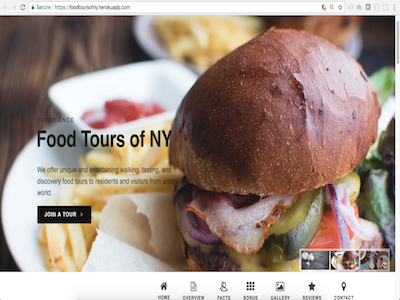 Secure https://foodtoursofny.herokuapp.com
EXPERIENCE
Food Tours of NY
We offer unique and entertaining walking, tasting, and
discovery food tours to residents and visitors from around the
world.
JOIN A TOUR >
HOME OVERVIEW FACTS BONUS GALLERY REVIEWS CONTACT